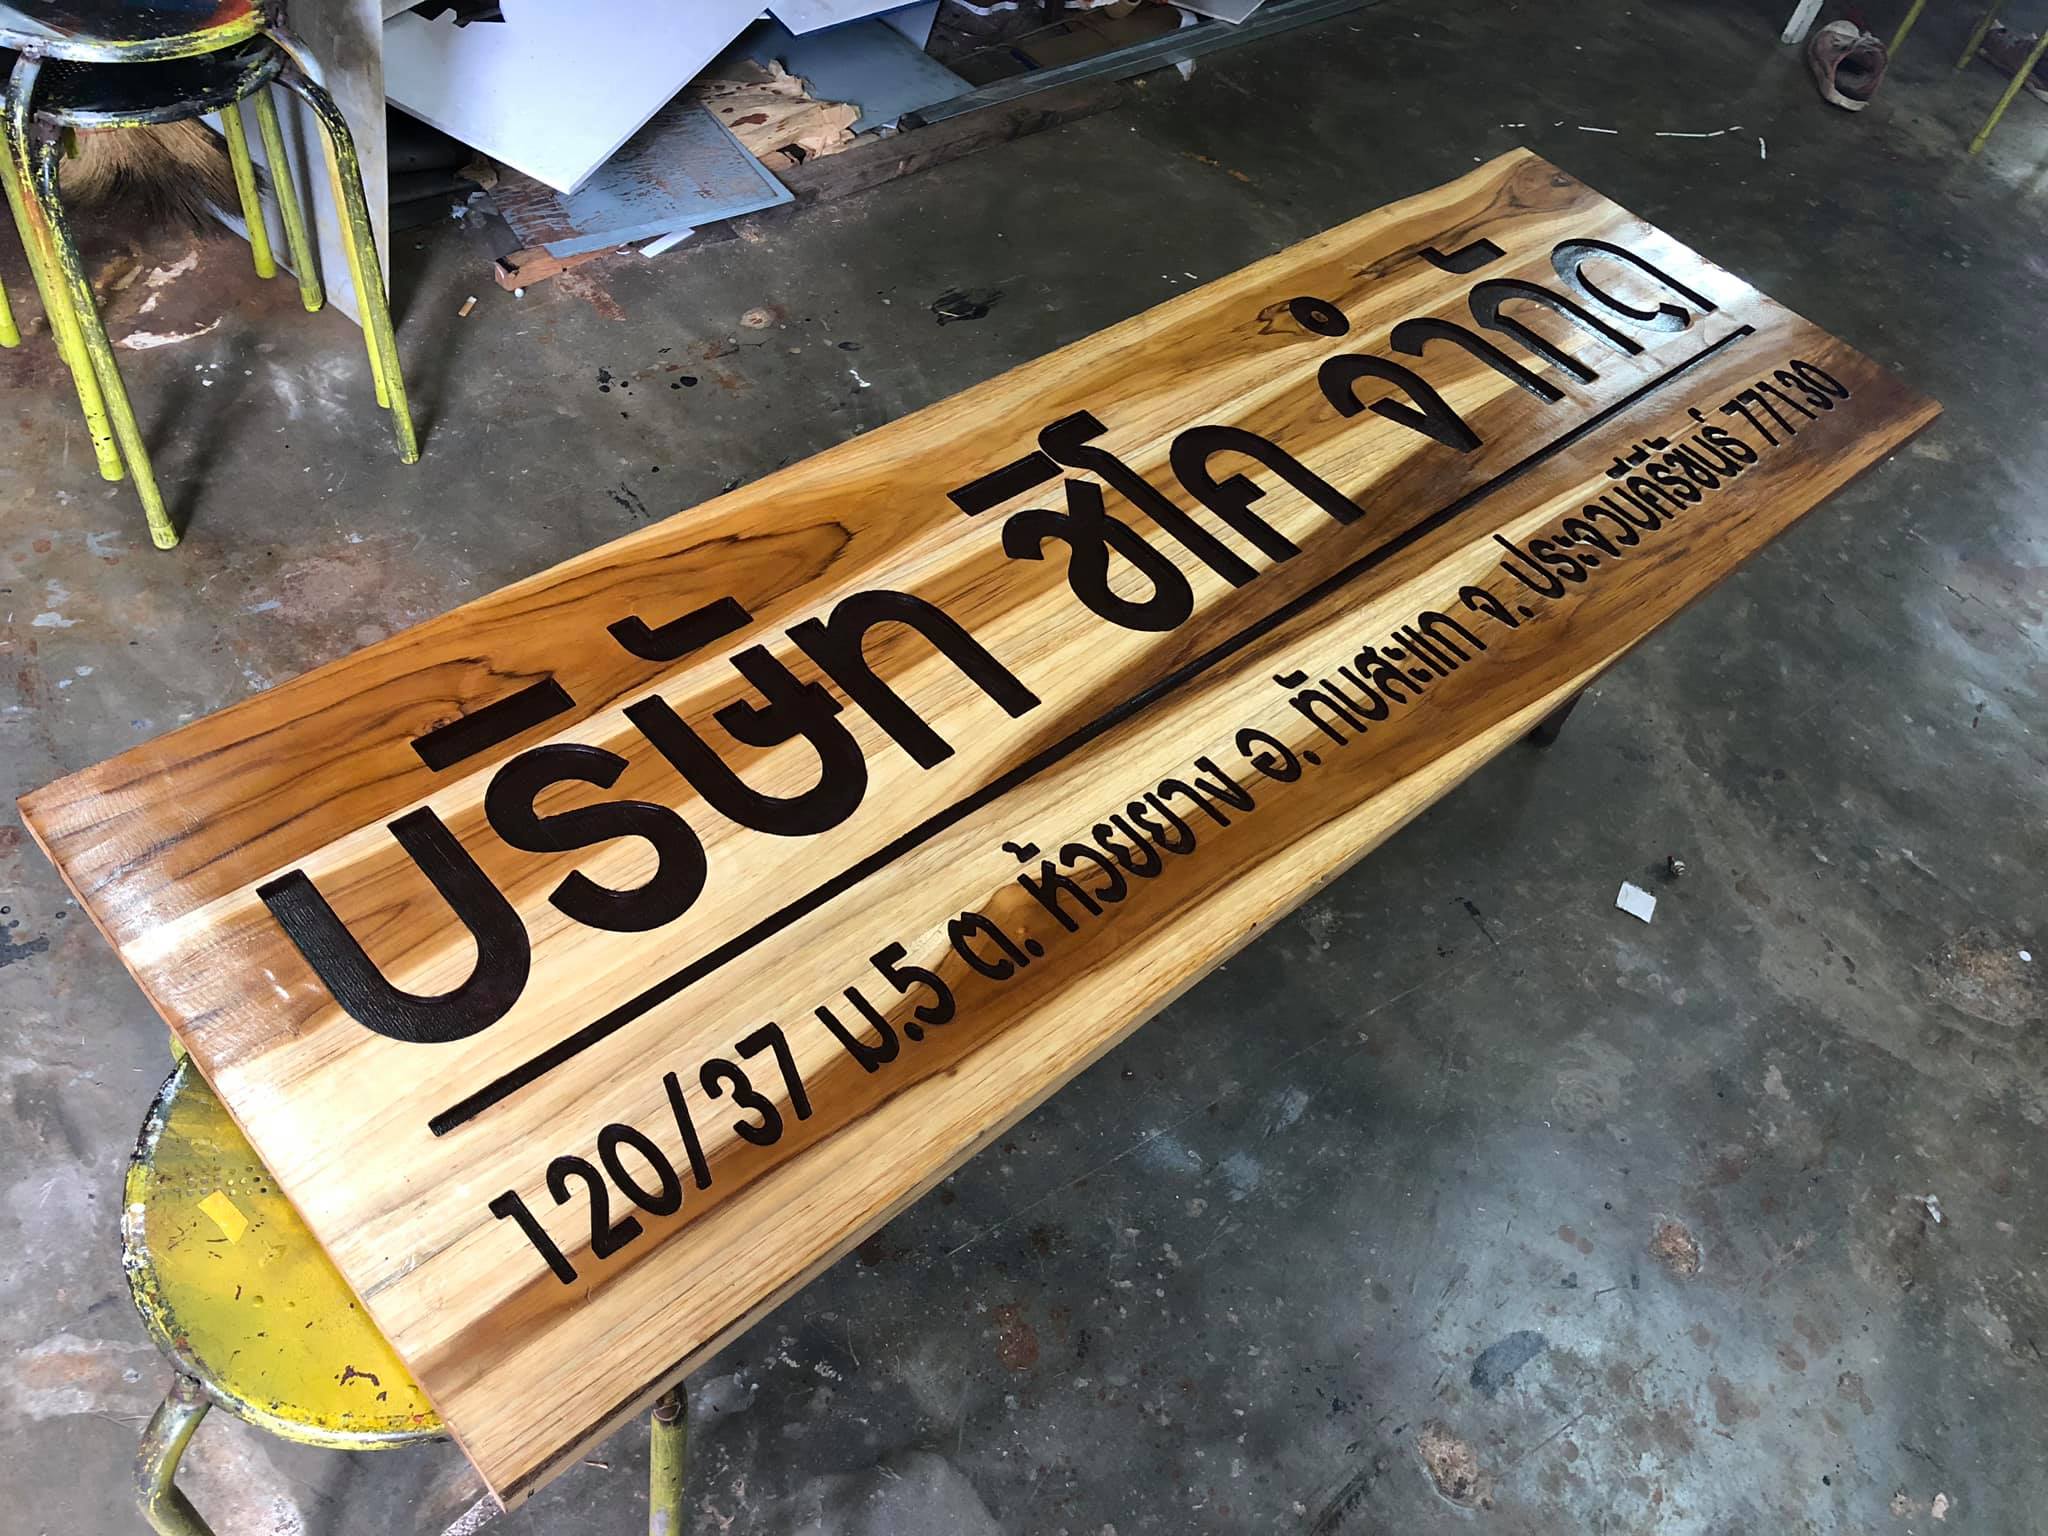 บริษัท ชิโค จำกัด
120/37 ม.5 ต. ห้วยยาง อ. ทับสะแก จ. ประจวบคีรีขันธ์ 77130